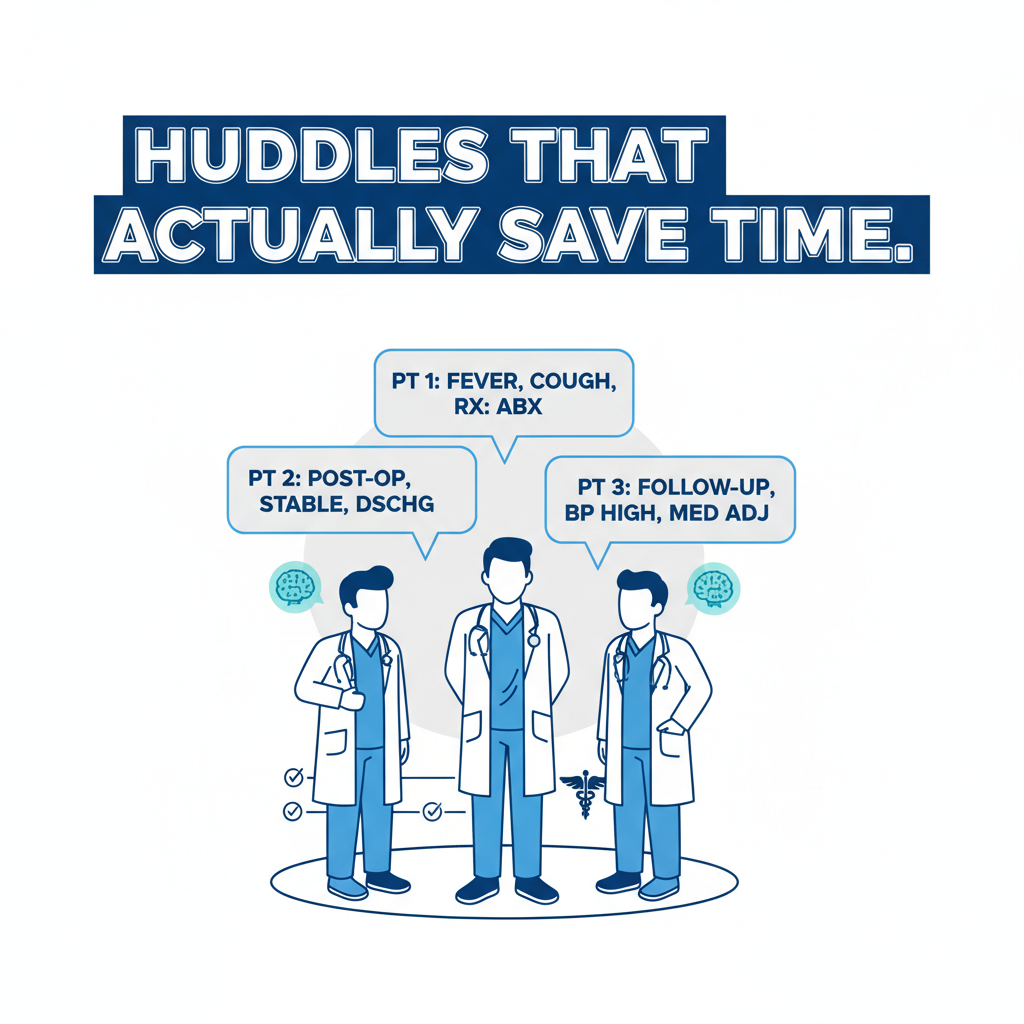 HUDDLES THAT
ACTUALLY SAVE TIME.
PT 1: FEVER, COUGH,
RX: ABX
PT 2: POST-OP,
STABLE, DSCHG
PT 3: FOLLOW-UP,
BP HIGH, MED ADJ